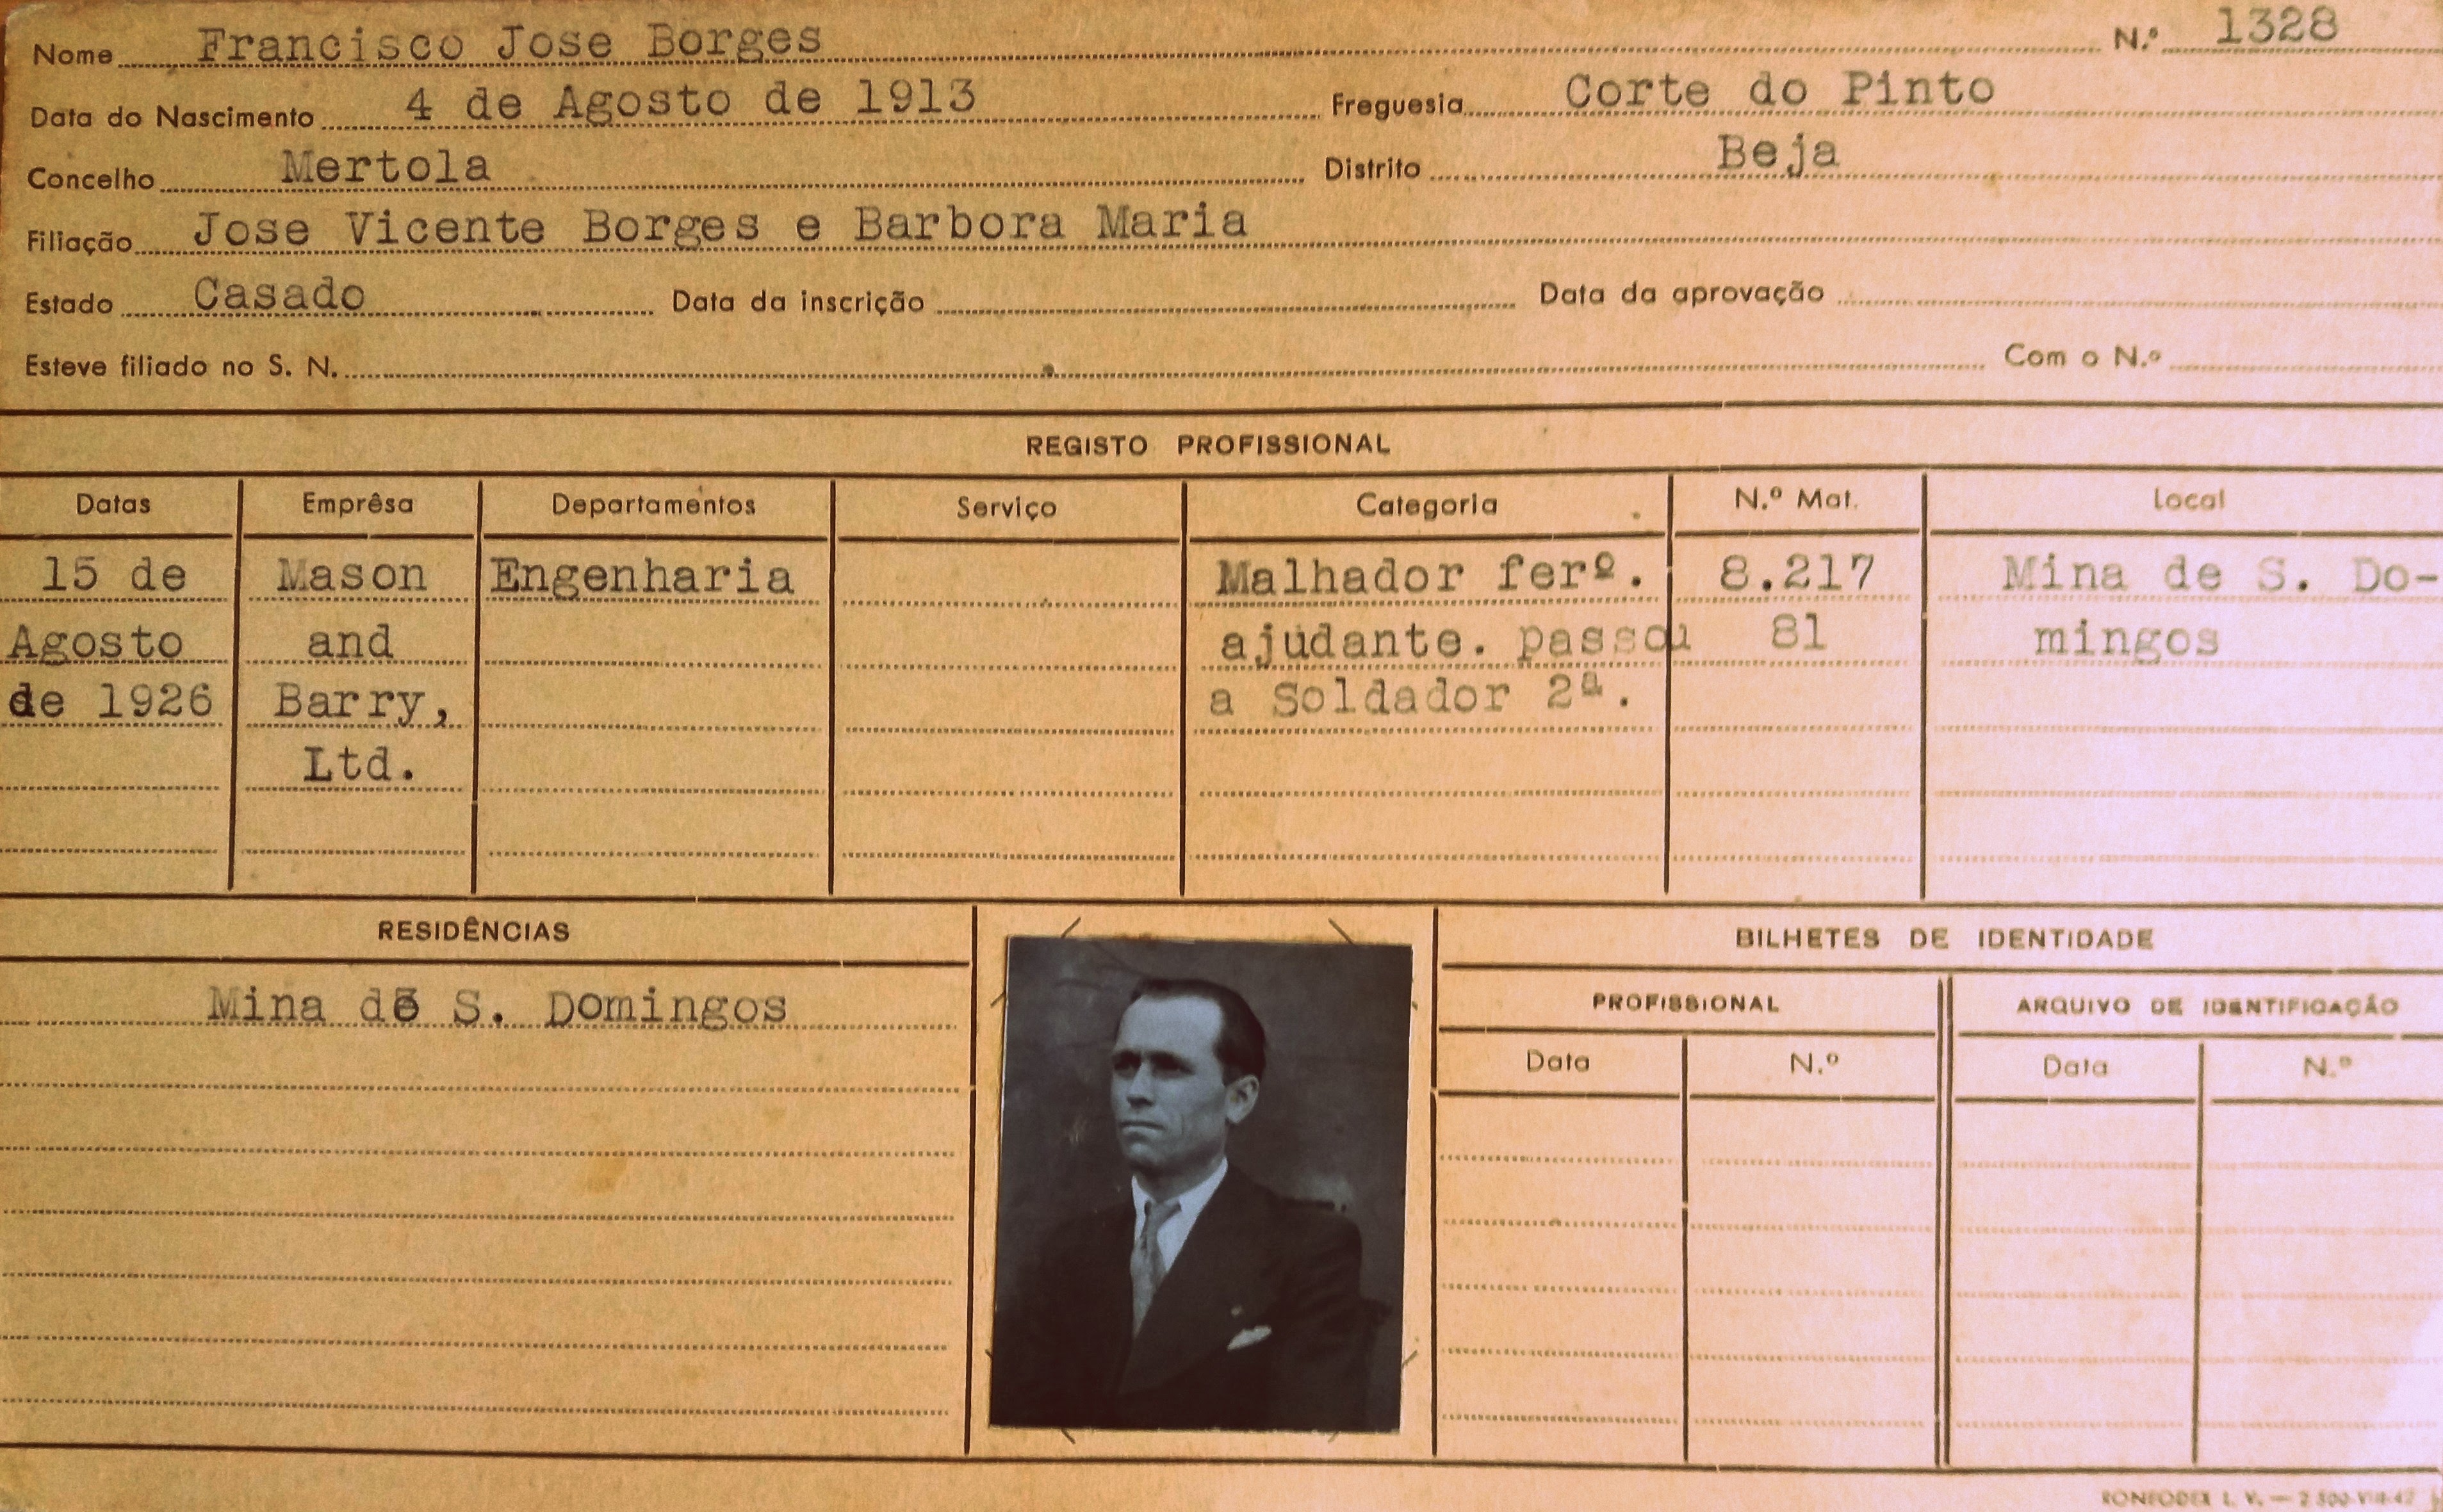 Nome Francisco Jose Borges N.º 1328
Data do Nascimento 4 de Agosto de 1913 Freguesia Corte do Pinto
Concelho Mertola Distrito Beja
Filiação Jose Vicente Borges e Barbora Maria
Estado Casado Data da inscrição Data da aprovação
Esteve filiado no S. N. Com o N.º
REGISTO PROFISSIONAL
Datas Emprêsa Departamentos Serviço Categoria N.º Mat. Local
15 de Mason Engenharia Malhador ferº. 8.217 Mina de S. Do-
Agosto and ajudante. passou 81 mingos
de 1926 Barry, a Soldador 2ª.
Ltd.
RESIDÊNCIAS BILHETES DE IDENTIDADE
Mina de S. Domingos PROFISSIONAL ARQUIVO DE IDENTIFICAÇÃO
Data N.º Data N.º